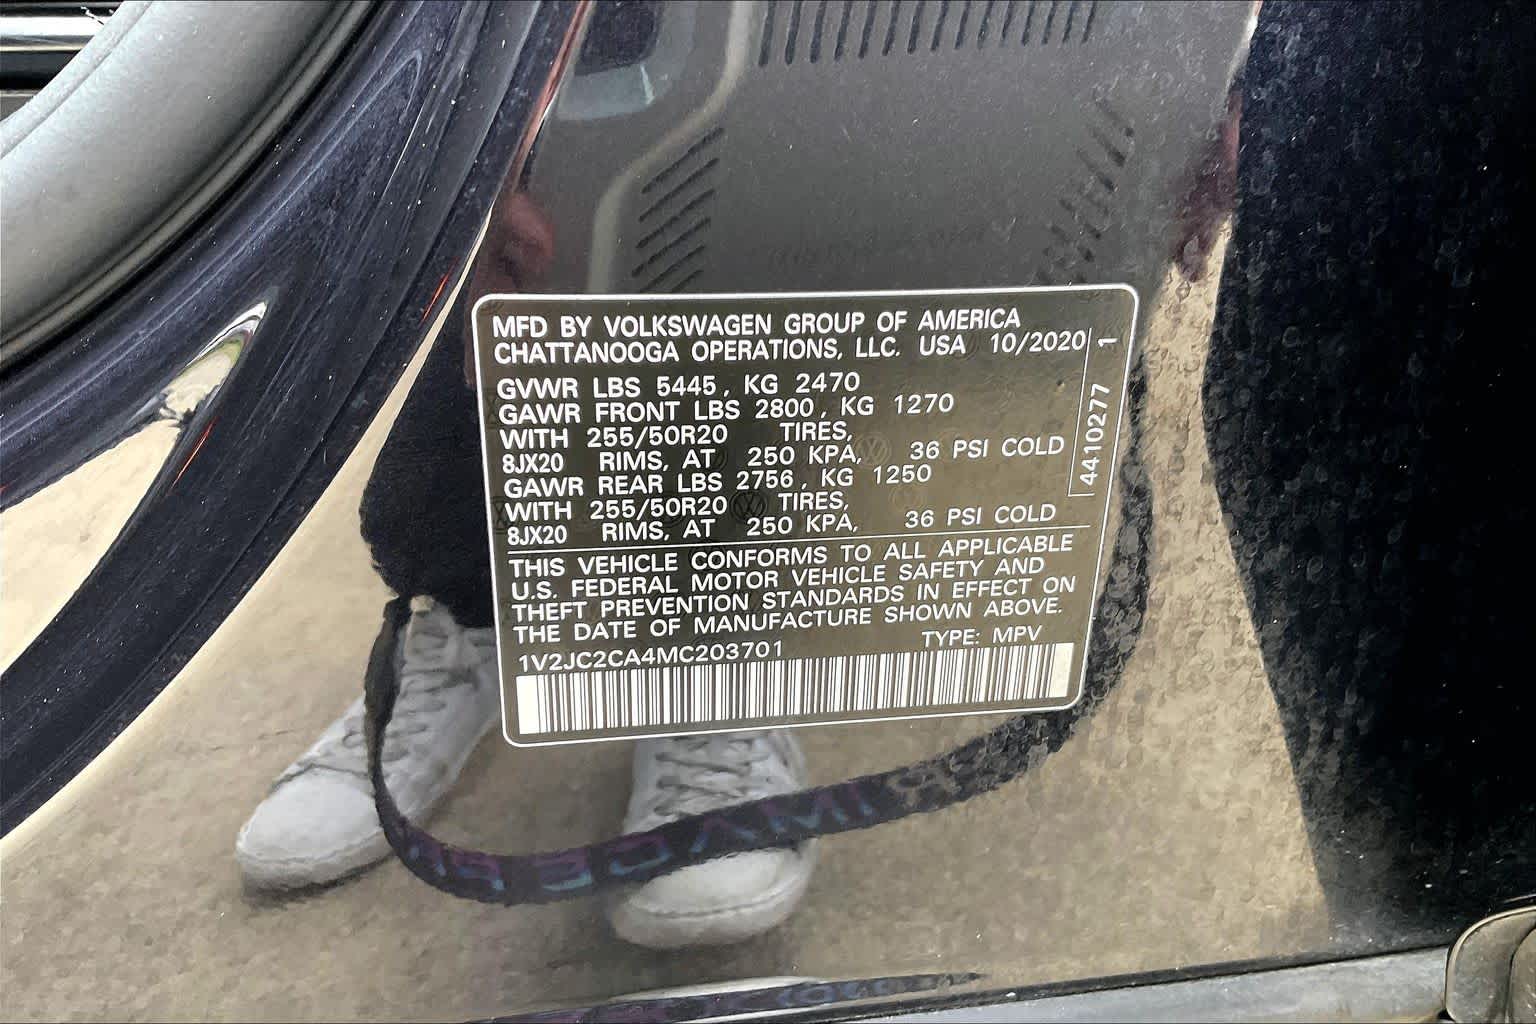 MFD BY VOLKSWAGEN GROUP OF AMERICA
CHATTANOOGA OPERATIONS, LLC. USA 10/2020
GVWR LBS 5445, KG 2470
GAWR FRONT LBS 2800, KG 1270
WITH 255/50R20 TIRES,
8JX20 RIMS, AT 250 KPA, 36 PSI COLD
GAWR REAR LBS 2756, KG 1250
WITH 255/50R20 TIRES,
8JX20 RIMS, AT 250 KPA, 36 PSI COLD
4410277 1
THIS VEHICLE CONFORMS TO ALL APPLICABLE
U.S. FEDERAL MOTOR VEHICLE SAFETY AND
THEFT PREVENTION STANDARDS IN EFFECT ON
THE DATE OF MANUFACTURE SHOWN ABOVE.
1V2JC2CA4MC203701 TYPE: MPV